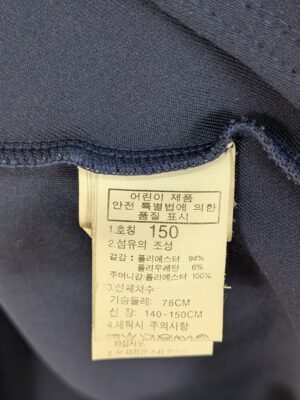 어린이 제품
안전 특별법에 의한
품질 표시
1.호칭 150
2.섬유의 조성
겉감:폴리에스터 94%
폴리우레탄 6%
주머니감:폴리에스터 100%
3.신체치수
가슴둘레: 76CM
신 장: 140-150CM
4.세탁시 주의사항